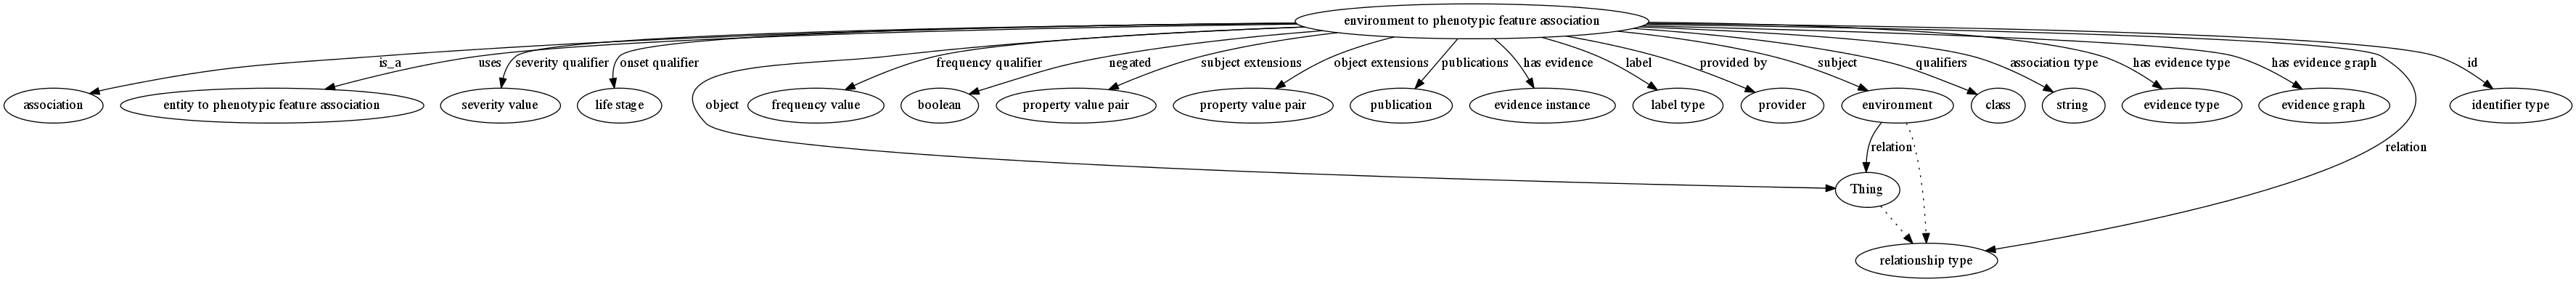 environment to phenotypic feature association
is_a
uses
severity qualifier
onset qualifier
frequency qualifier
negated
subject extensions
object extensions
publications
has evidence
label
provided by
subject
qualifiers
association type
has evidence type
has evidence graph
id
association
entity to phenotypic feature association
severity value
life stage
object
frequency value
boolean
property value pair
property value pair
publication
evidence instance
label type
provider
environment
class
string
evidence type
evidence graph
identifier type
relation
relation
Thing
relationship type